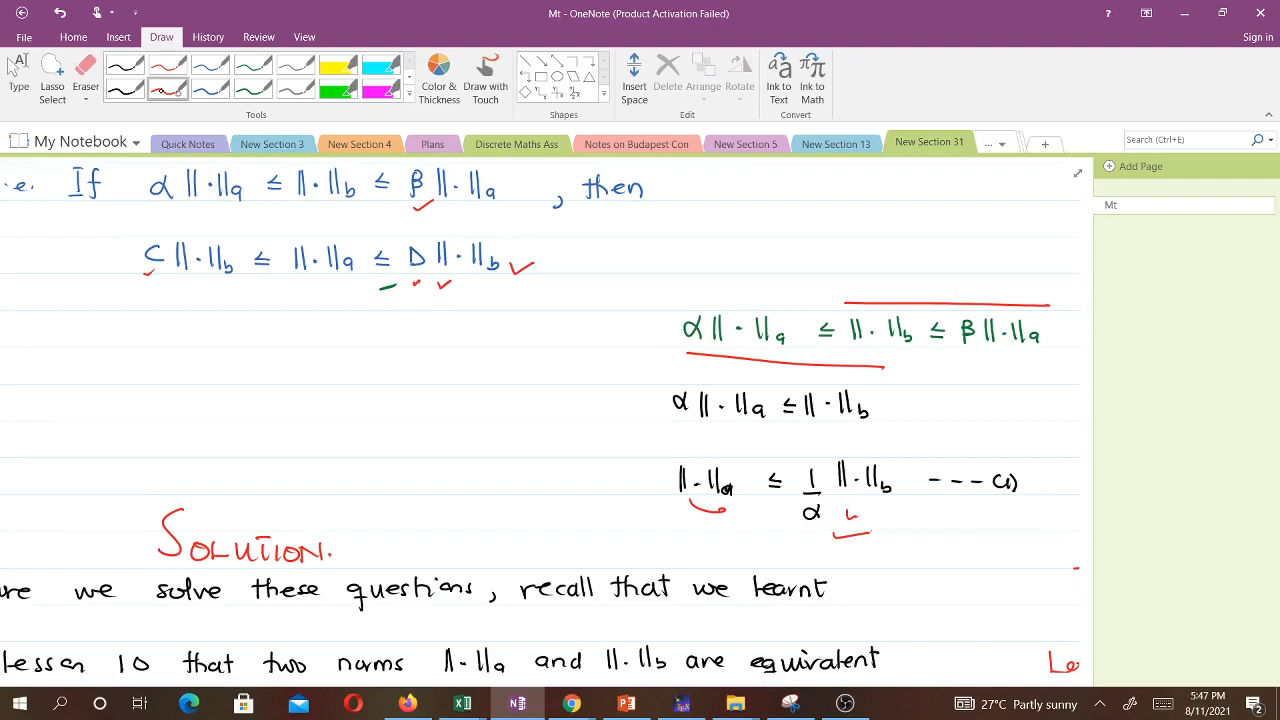 Mt - OneNote (Product Activation Failed)
Sign in
File Home Insert Draw History Review View
Type
Lasso Select
Eraser
Color & Thickness
Draw with Touch
Insert Space
Delete
Arrange
Rotate
Ink to Text
Ink to Math
Tools
Shapes
Edit
Convert
My Notebook
Quick Notes
New Section 3
New Section 4
Plans
Discrete Maths Ass
Notes on Budapest Con
New Section 5
New Section 13
New Section 31
...
Search (Ctrl+E)
Add Page
Mt
.e. If α ||·||a ≤ ||·||b ≤ β ||·||a , then
C ||·||b ≤ ||·||a ≤ D ||·||b
α ||·||a ≤ ||·||b ≤ β ||·||a
α ||·||a ≤ ||·||b
||·||a ≤ 1/α ||·||b --- (1)
SOLUTION.
re we solve these questions, recall that we learnt
Lesson 10 that two norms ||·||a and ||·||b are equivalent
Le
27°C Partly sunny
5:47 PM
8/11/2021